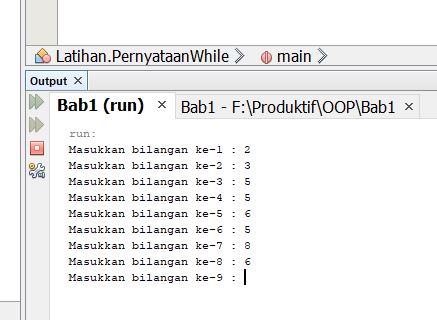 Latihan.PernyataanWhile main
Output ×
Bab1 (run) × Bab1 - F:\Produktif\OOP\Bab1 ×
run:
Masukkan bilangan ke-1 : 2
Masukkan bilangan ke-2 : 3
Masukkan bilangan ke-3 : 5
Masukkan bilangan ke-4 : 5
Masukkan bilangan ke-5 : 6
Masukkan bilangan ke-6 : 5
Masukkan bilangan ke-7 : 8
Masukkan bilangan ke-8 : 6
Masukkan bilangan ke-9 :